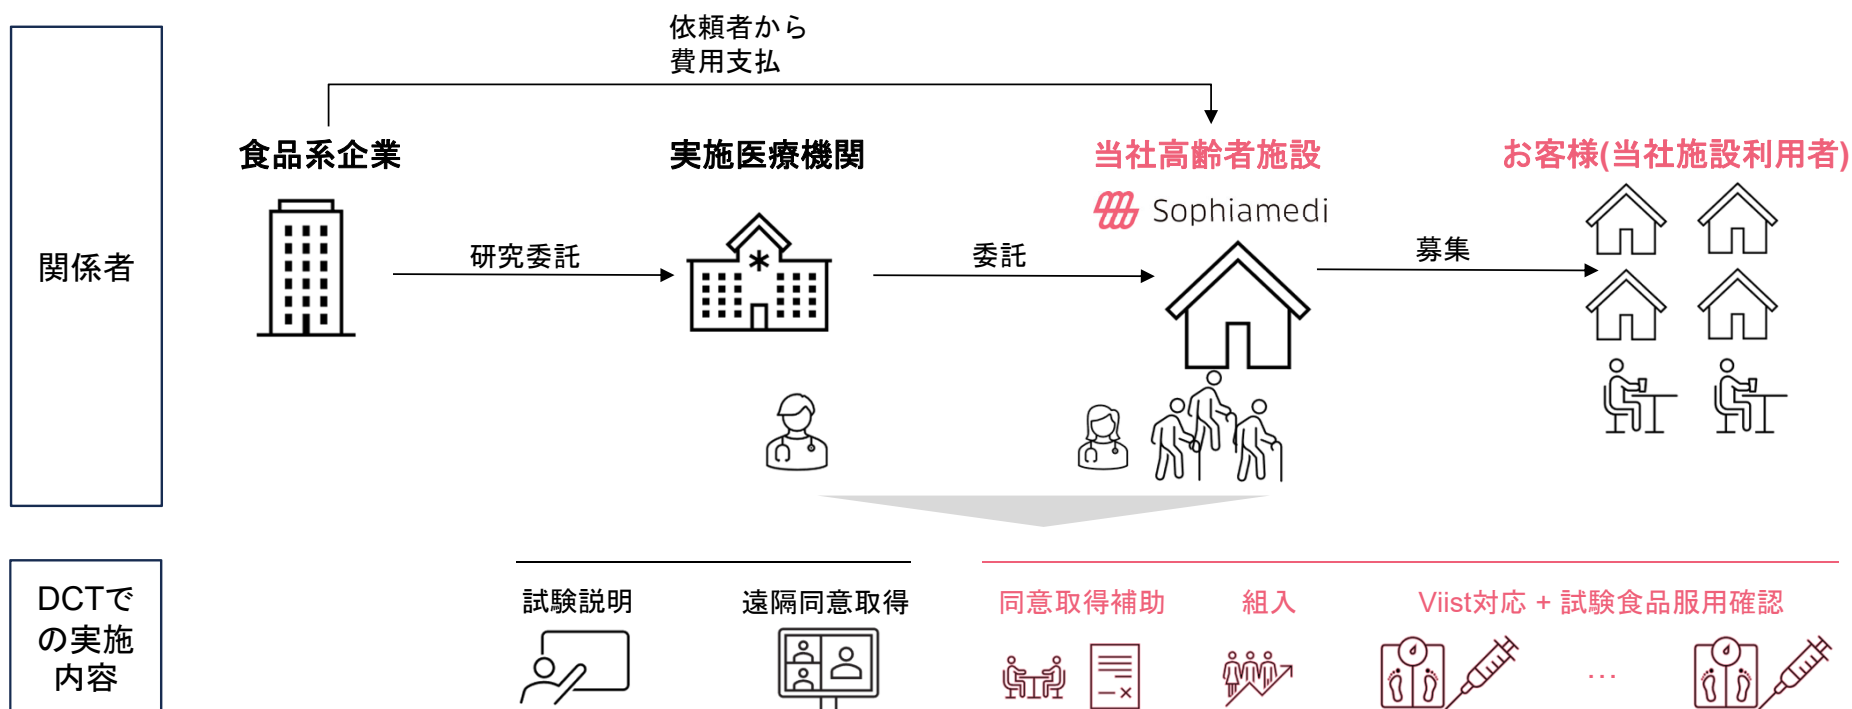 依頼者から
費用支払
関係者
食品系企業
実施医療機関
当社高齢者施設
お客様(当社施設利用者)
Sophiamedi
研究委託
委託
募集
DCTで
の実施
内容
試験説明
遠隔同意取得
同意取得補助
組入
Viist対応 + 試験食品服用確認
…